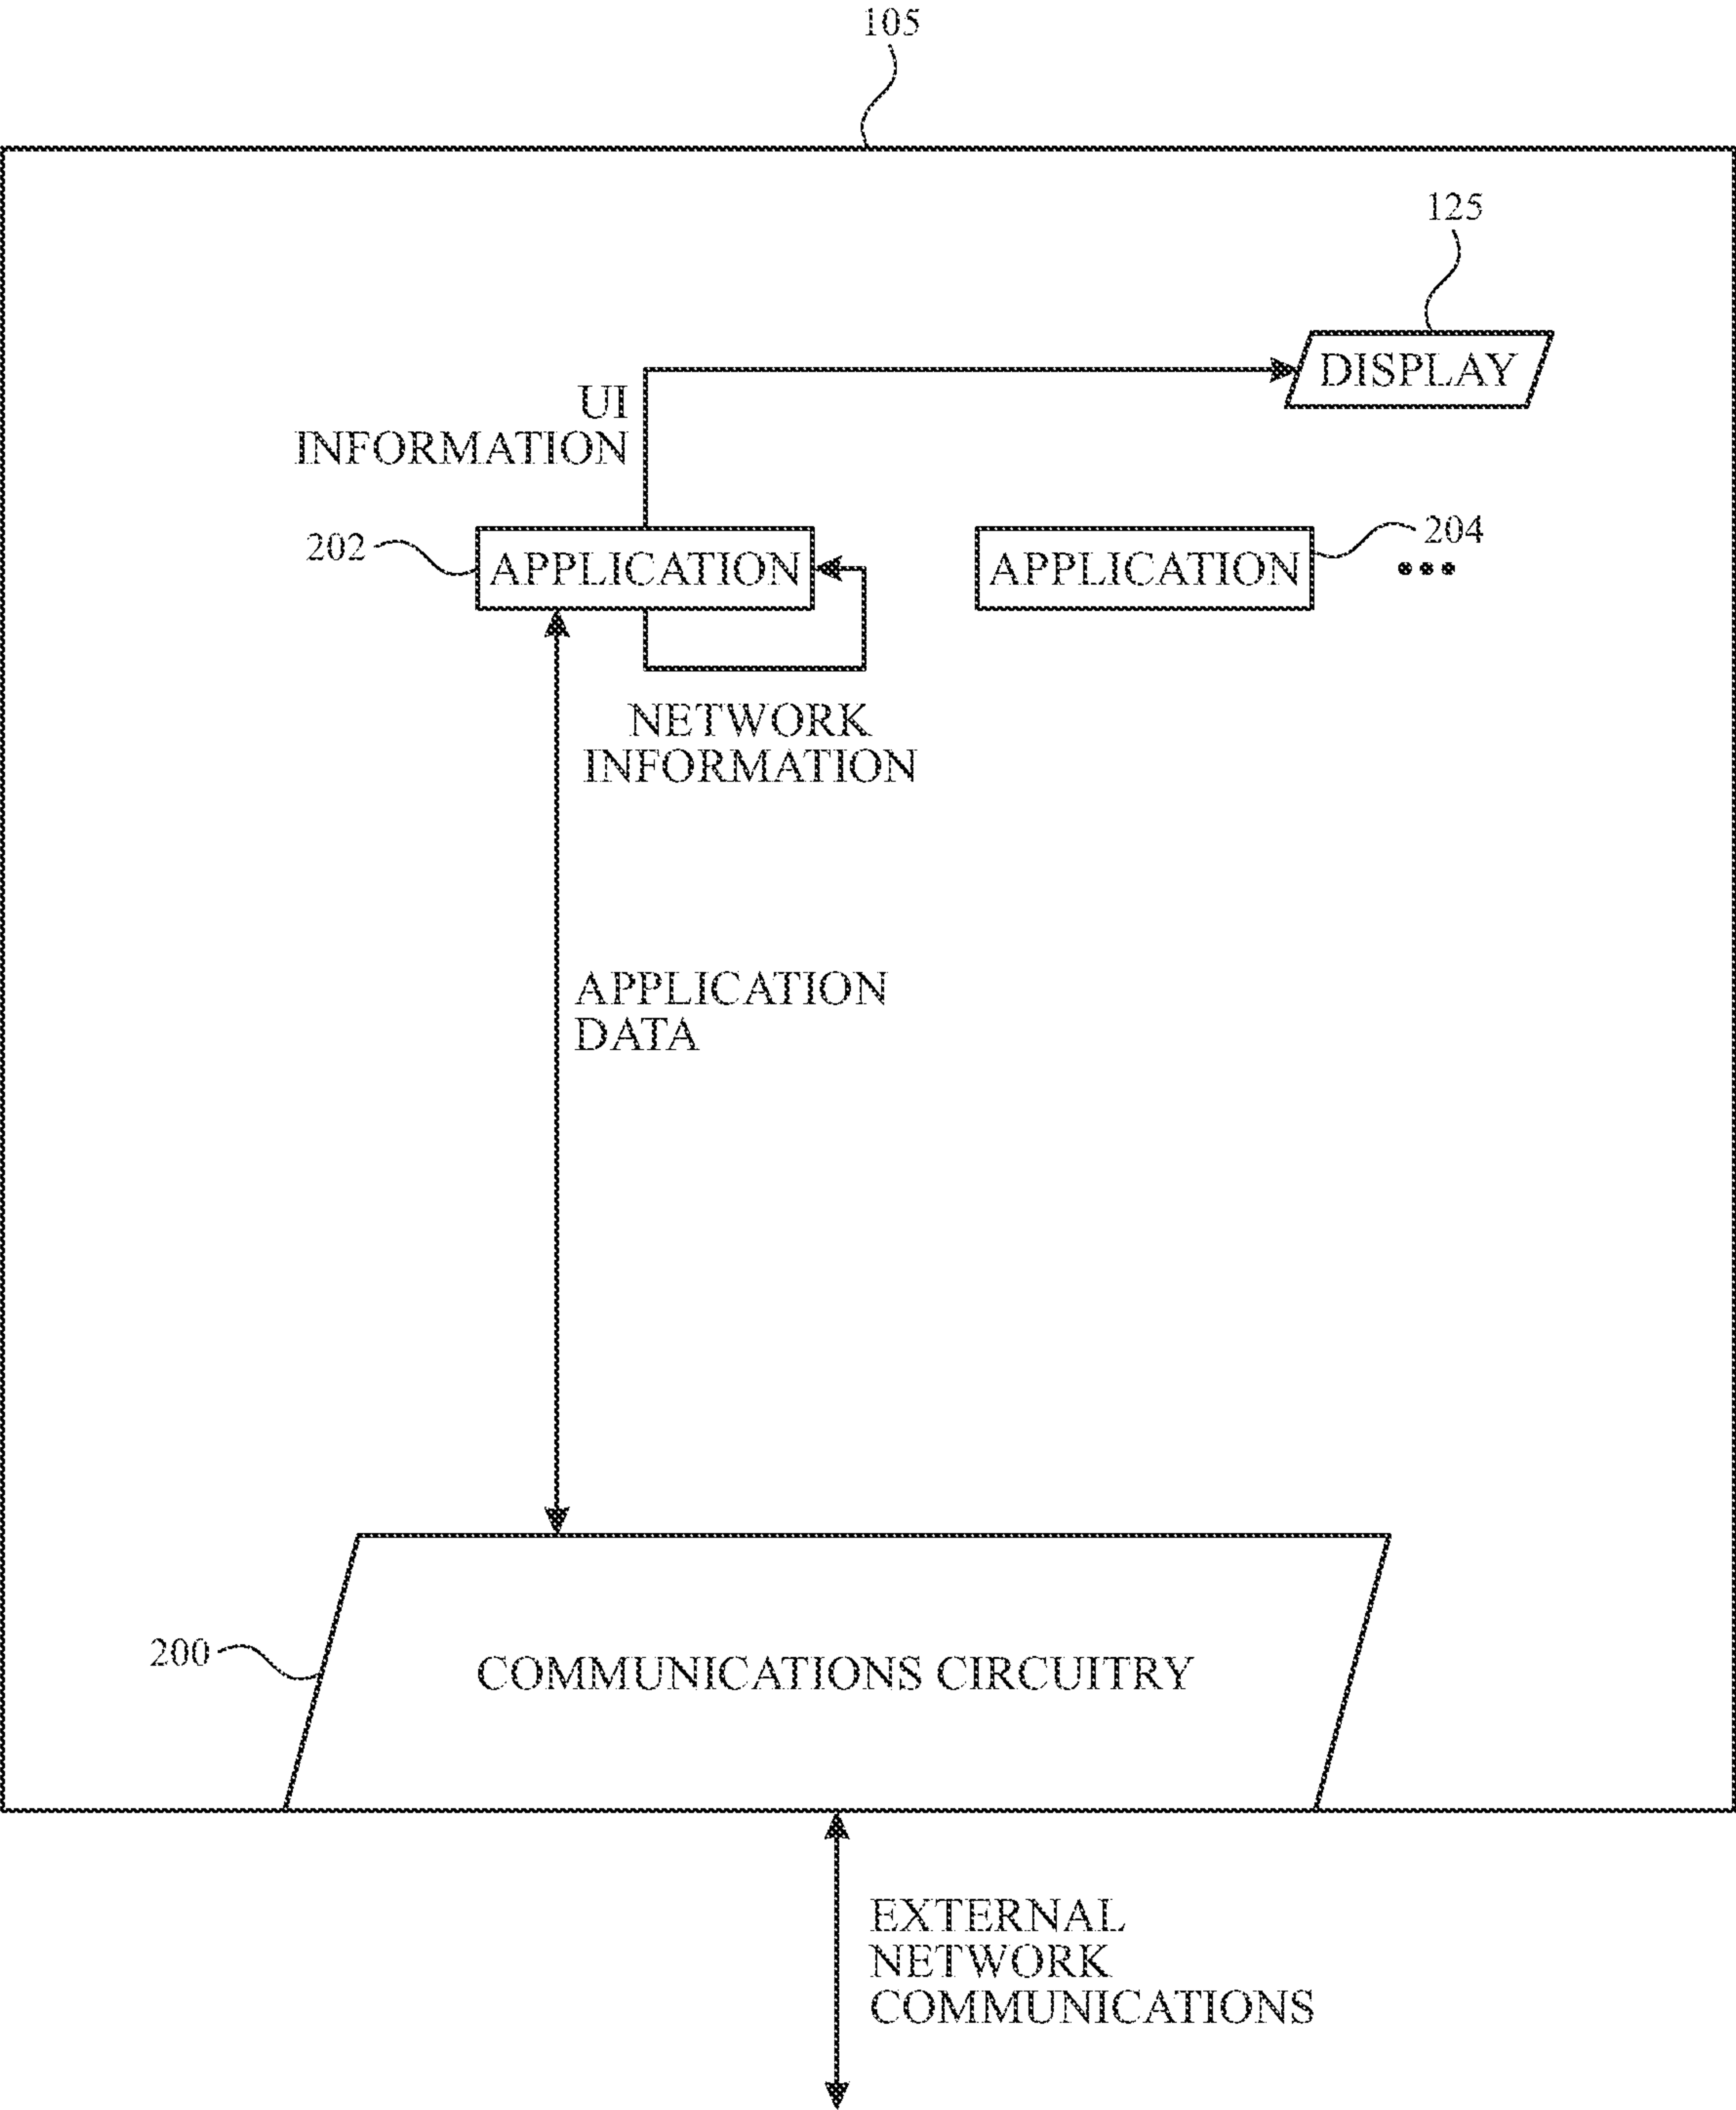 105
125
DISPLAY
UI
INFORMATION
202
APPLICATION
APPLICATION
204
NETWORK
INFORMATION
APPLICATION
DATA
200
COMMUNICATIONS CIRCUITRY
EXTERNAL
NETWORK
COMMUNICATIONS